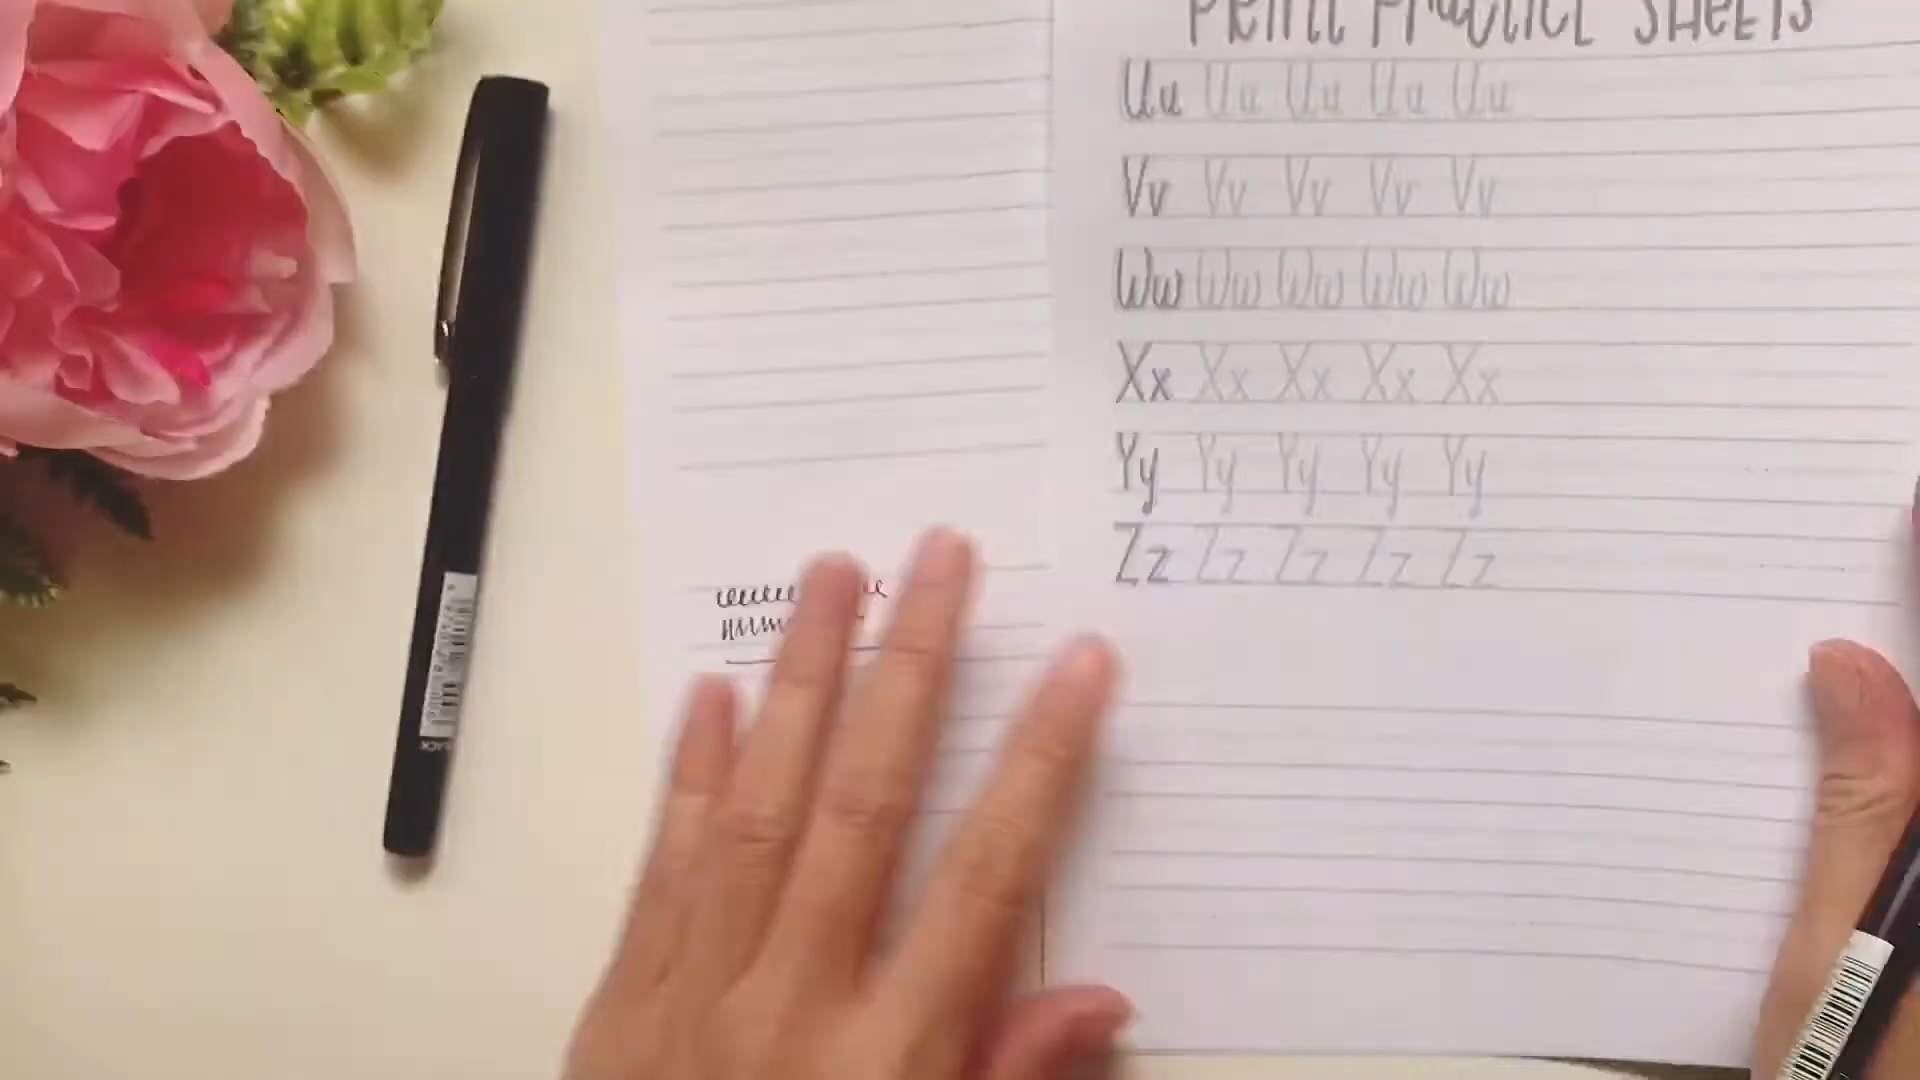 Print Practice Sheets
Uu Uu Uu Uu Uu
Vv Vv Vv Vv Vv
Ww Ww Ww Ww Ww
Xx Xx Xx Xx Xx
Yy Yy Yy Yy Yy
Zz Zz Zz Zz Zz